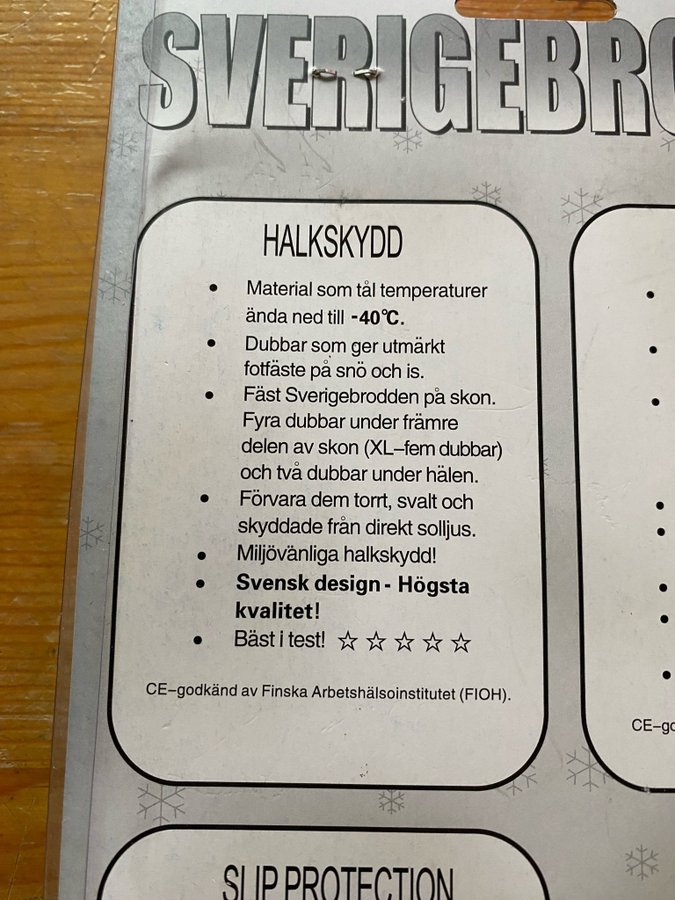 SVERIGEBRO
HALKSKYDD
• Material som tål temperaturer
ända ned till -40°C.
• Dubbar som ger utmärkt
fotfäste på snö och is.
• Fäst Sverigebrodden på skon.
Fyra dubbar under främre
delen av skon (XL–fem dubbar)
och två dubbar under hälen.
• Förvara dem torrt, svalt och
skyddade från direkt solljus.
• Miljövänliga halkskydd!
• Svensk design - Högsta
kvalitet!
• Bäst i test! ☆ ☆ ☆ ☆ ☆
CE–godkänd av Finska Arbetshälsoinstitutet (FIOH).
CE–go
SLIP PROTECTION